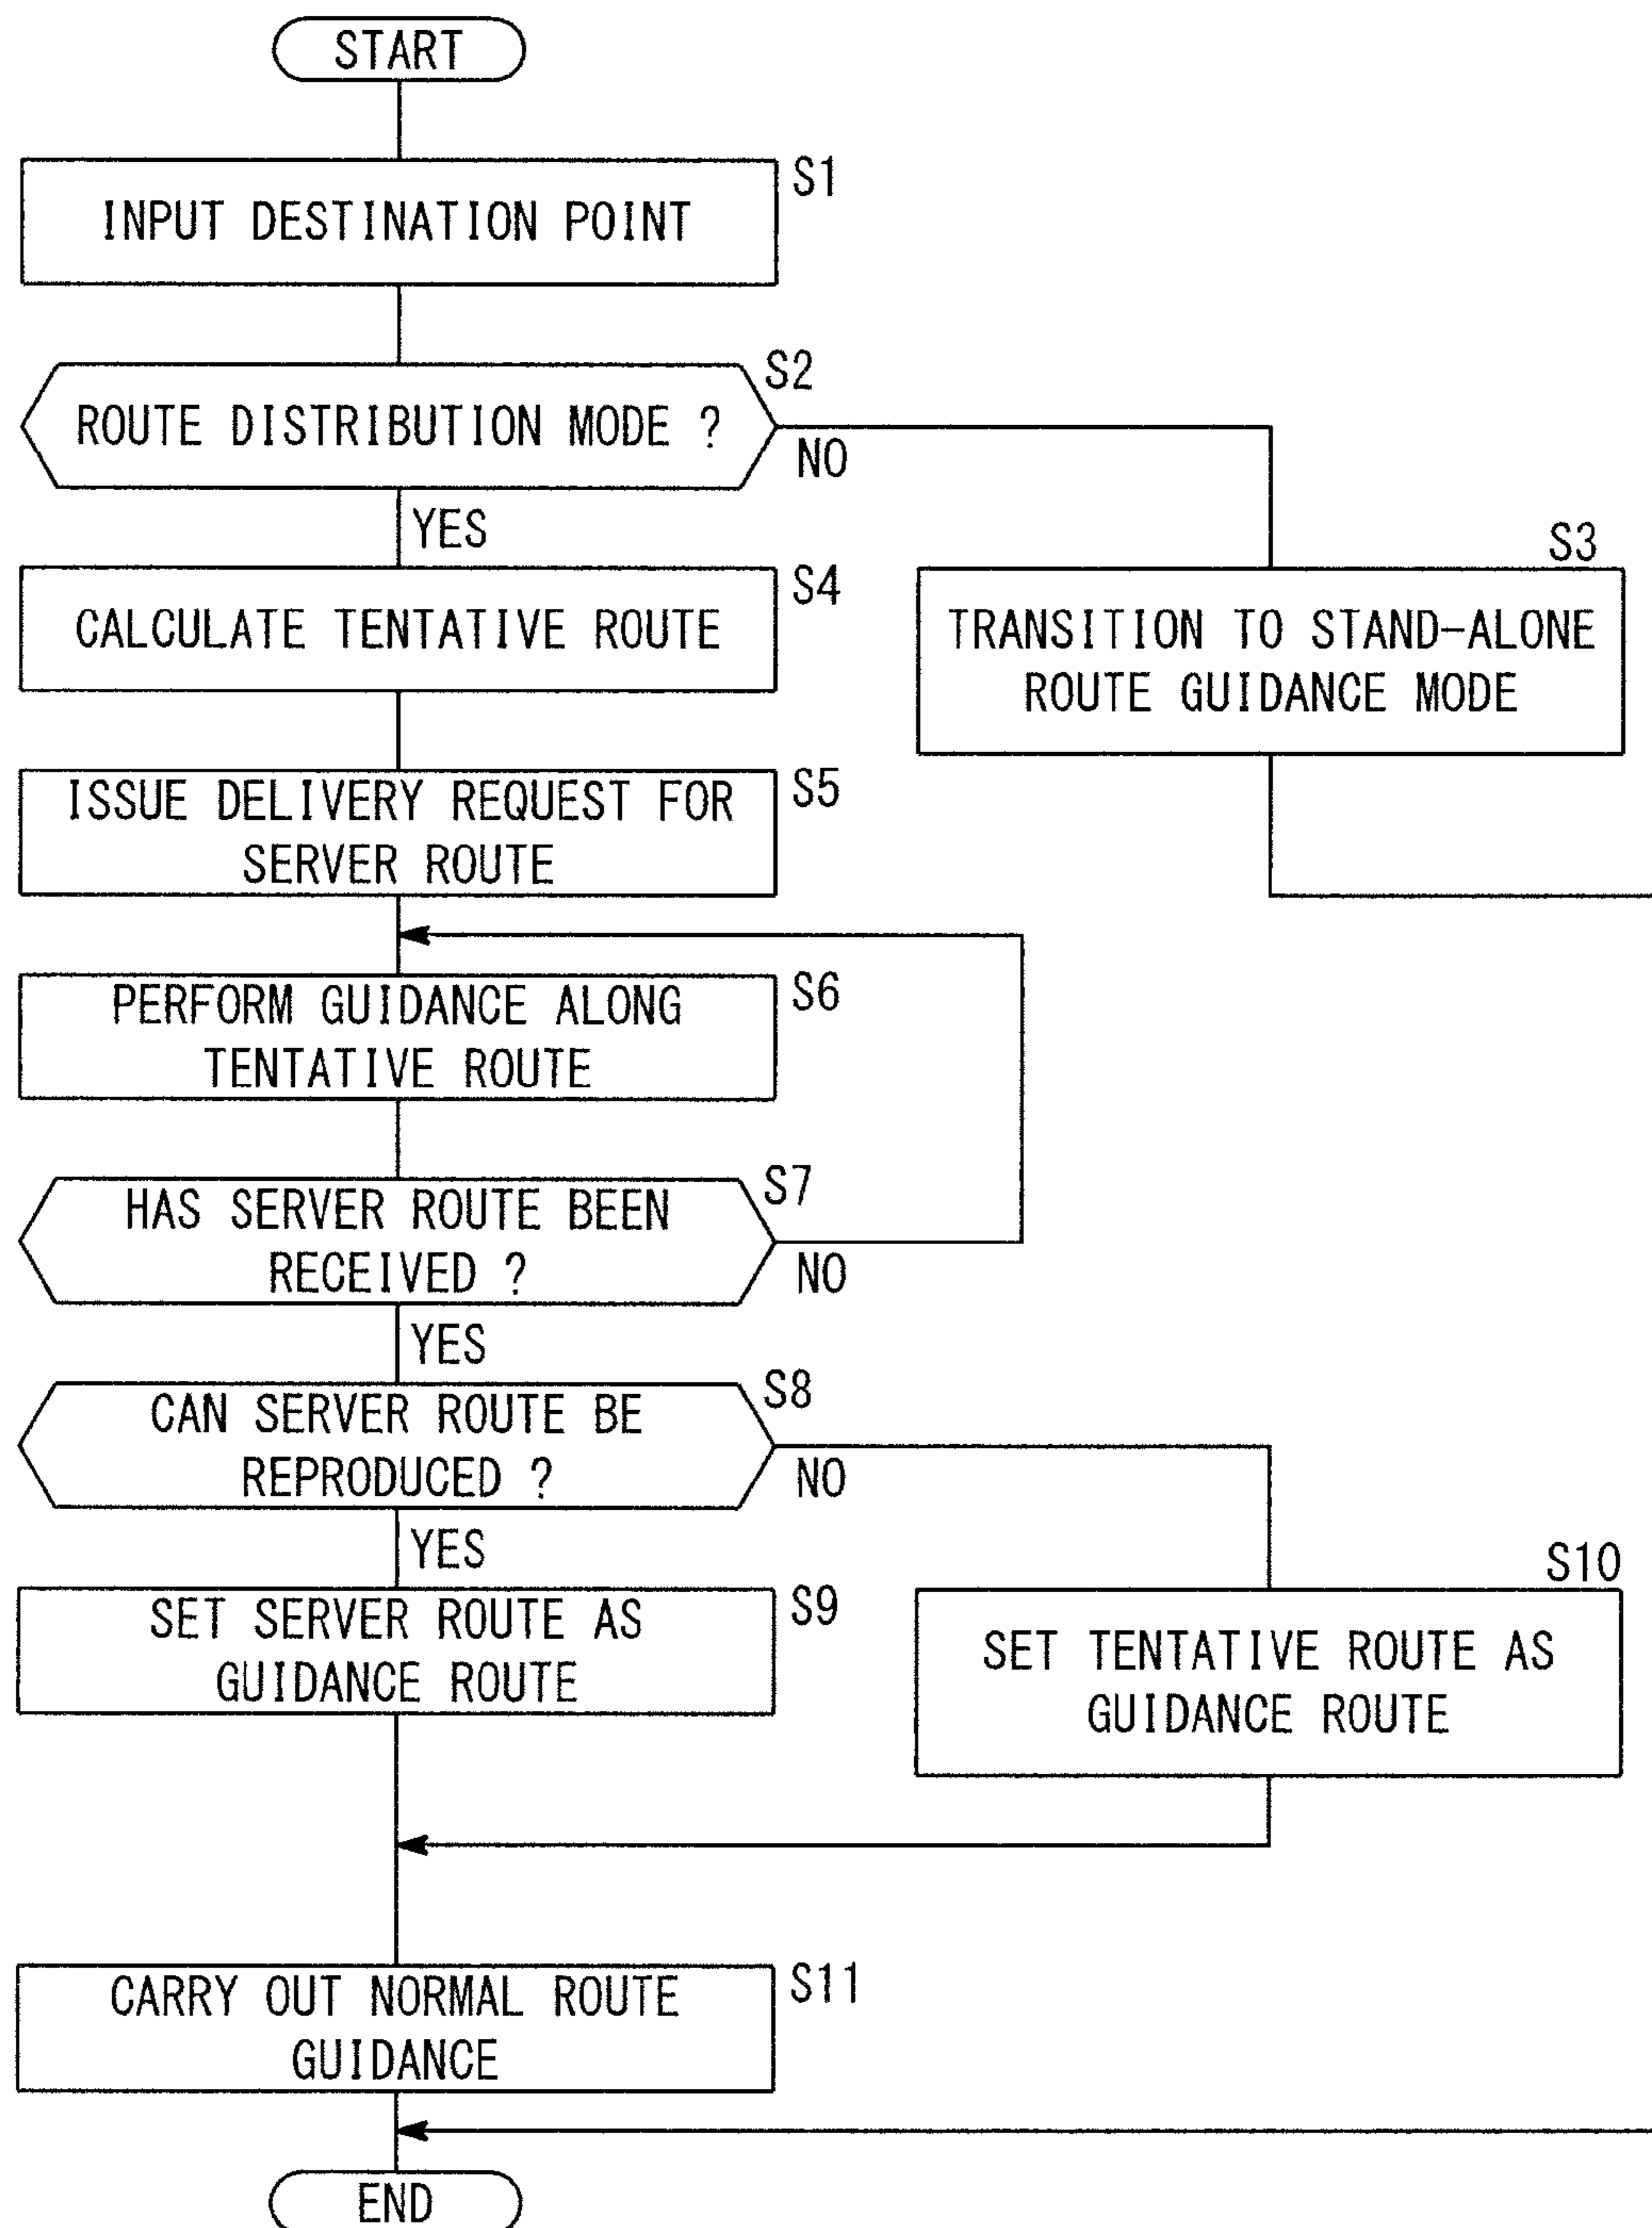 START
S1
INPUT DESTINATION POINT
S2
ROUTE DISTRIBUTION MODE ?
NO
YES
S3
TRANSITION TO STAND-ALONE
ROUTE GUIDANCE MODE
S4
CALCULATE TENTATIVE ROUTE
S5
ISSUE DELIVERY REQUEST FOR
SERVER ROUTE
S6
PERFORM GUIDANCE ALONG
TENTATIVE ROUTE
S7
HAS SERVER ROUTE BEEN
RECEIVED ?
NO
YES
S8
CAN SERVER ROUTE BE
REPRODUCED ?
NO
YES
S9
SET SERVER ROUTE AS
GUIDANCE ROUTE
S10
SET TENTATIVE ROUTE AS
GUIDANCE ROUTE
S11
CARRY OUT NORMAL ROUTE
GUIDANCE
END